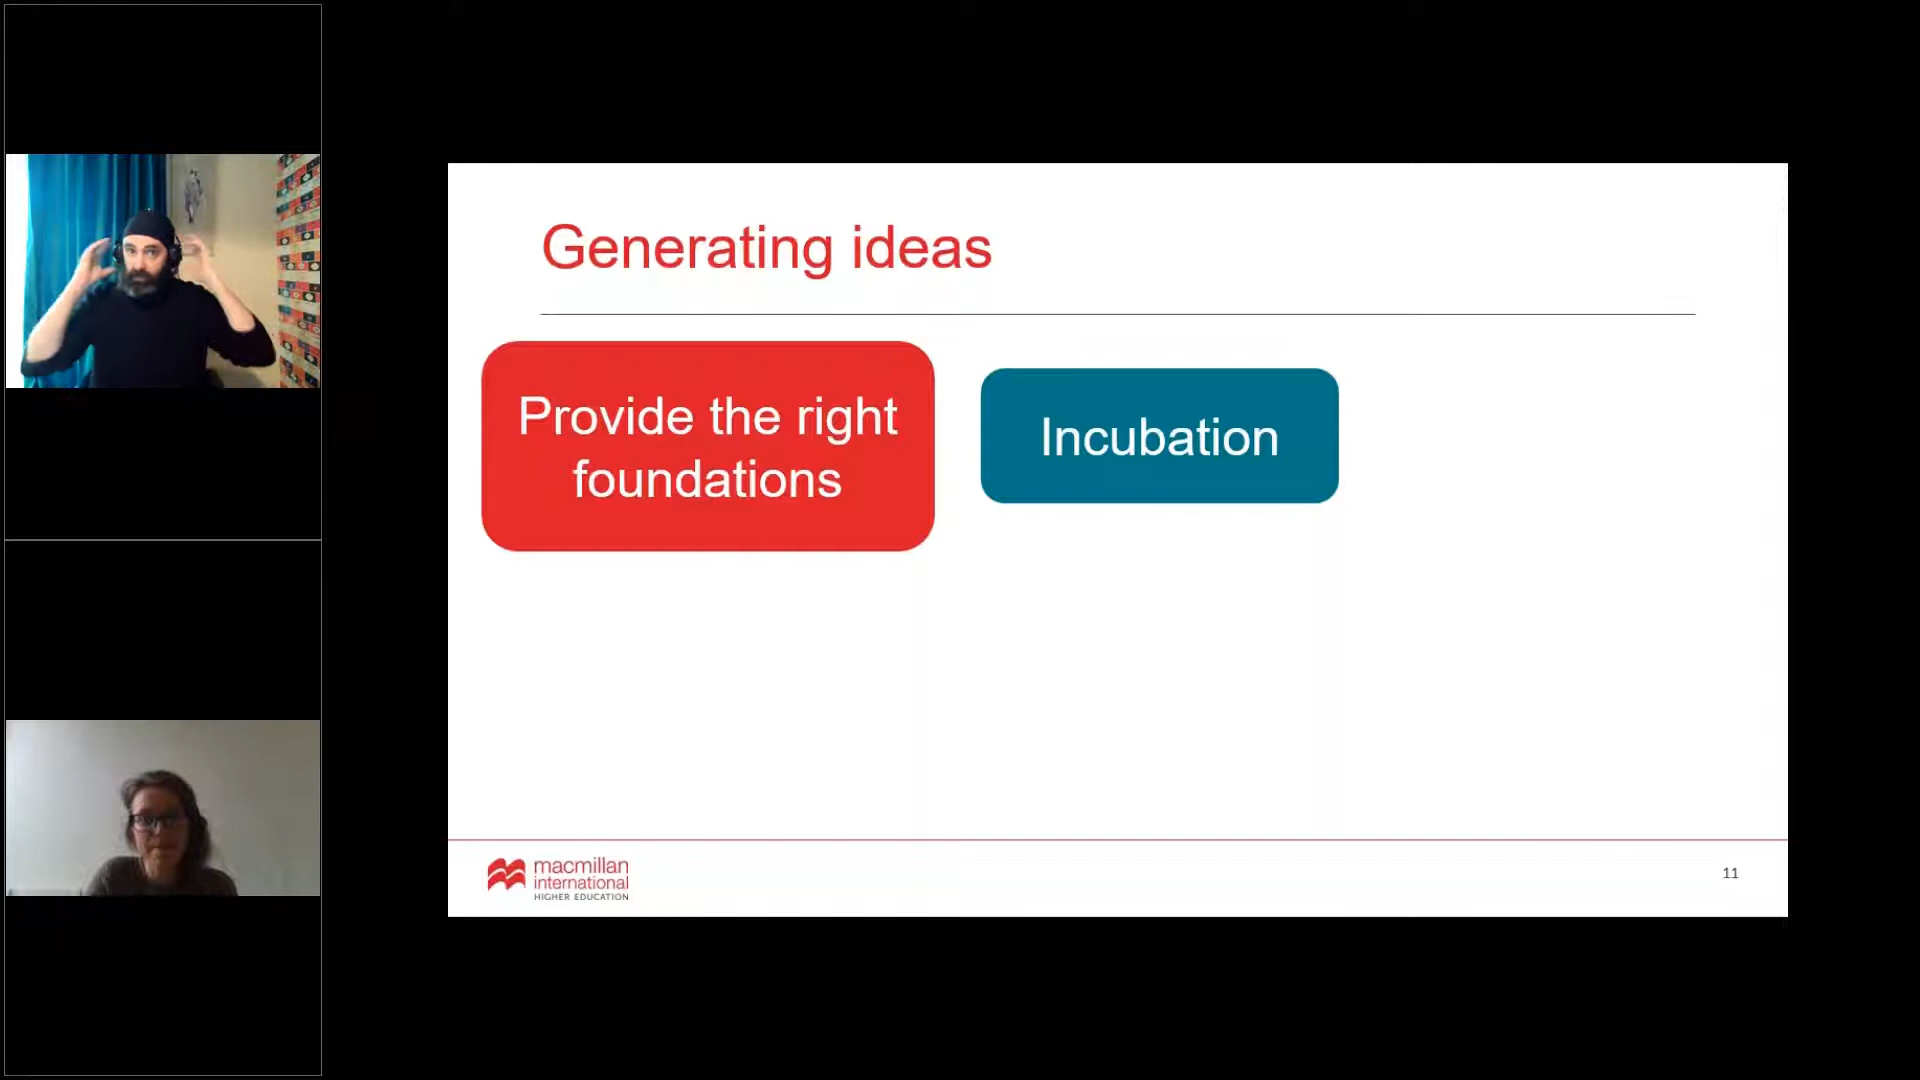 Generating ideas
Provide the right
foundations
Incubation
macmillan
international
HIGHER EDUCATION
11